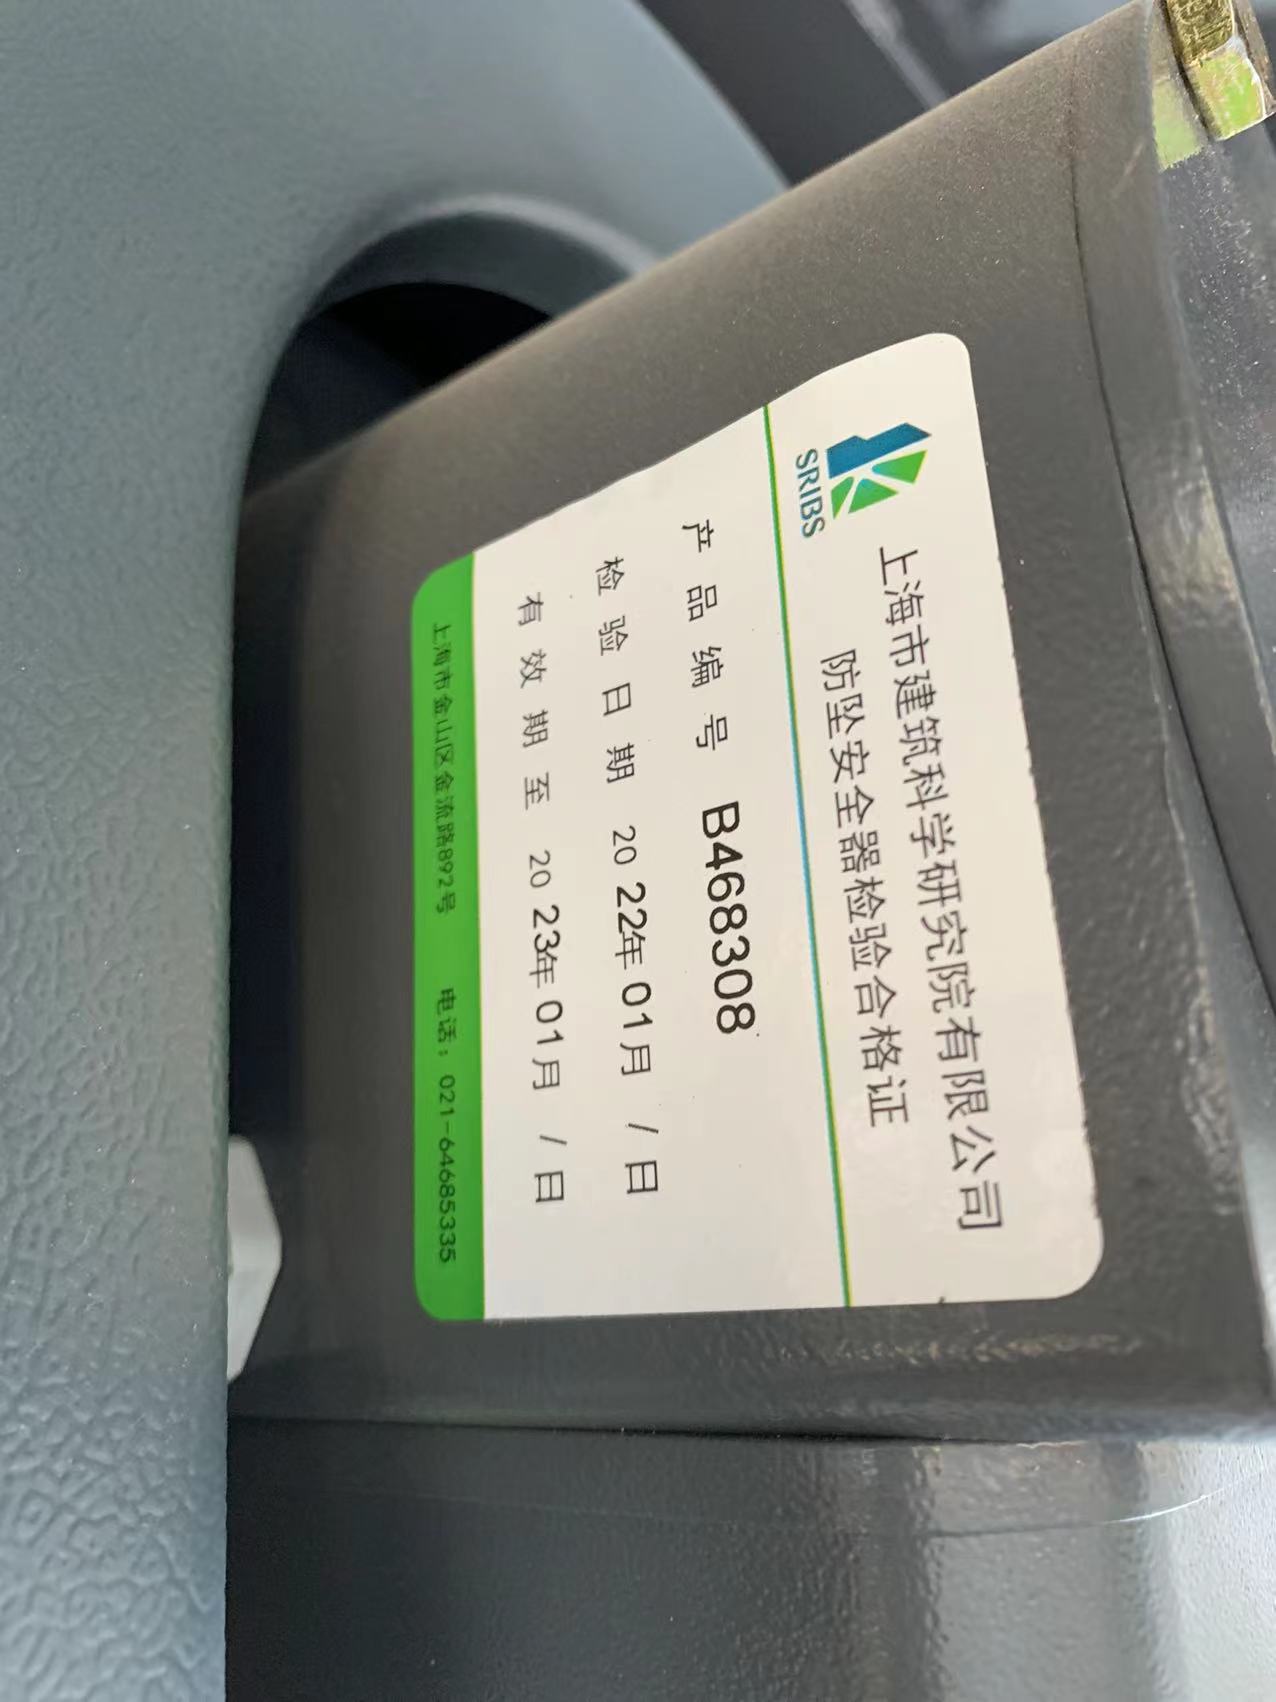 SRIBS
上海市建筑科学研究院有限公司
防坠安全器检验合格证
产品编号 B468308
检验日期 2022年01月 / 日
有效期至 2023年01月 / 日
上海市金山区金流路892号 电话：021-64685335